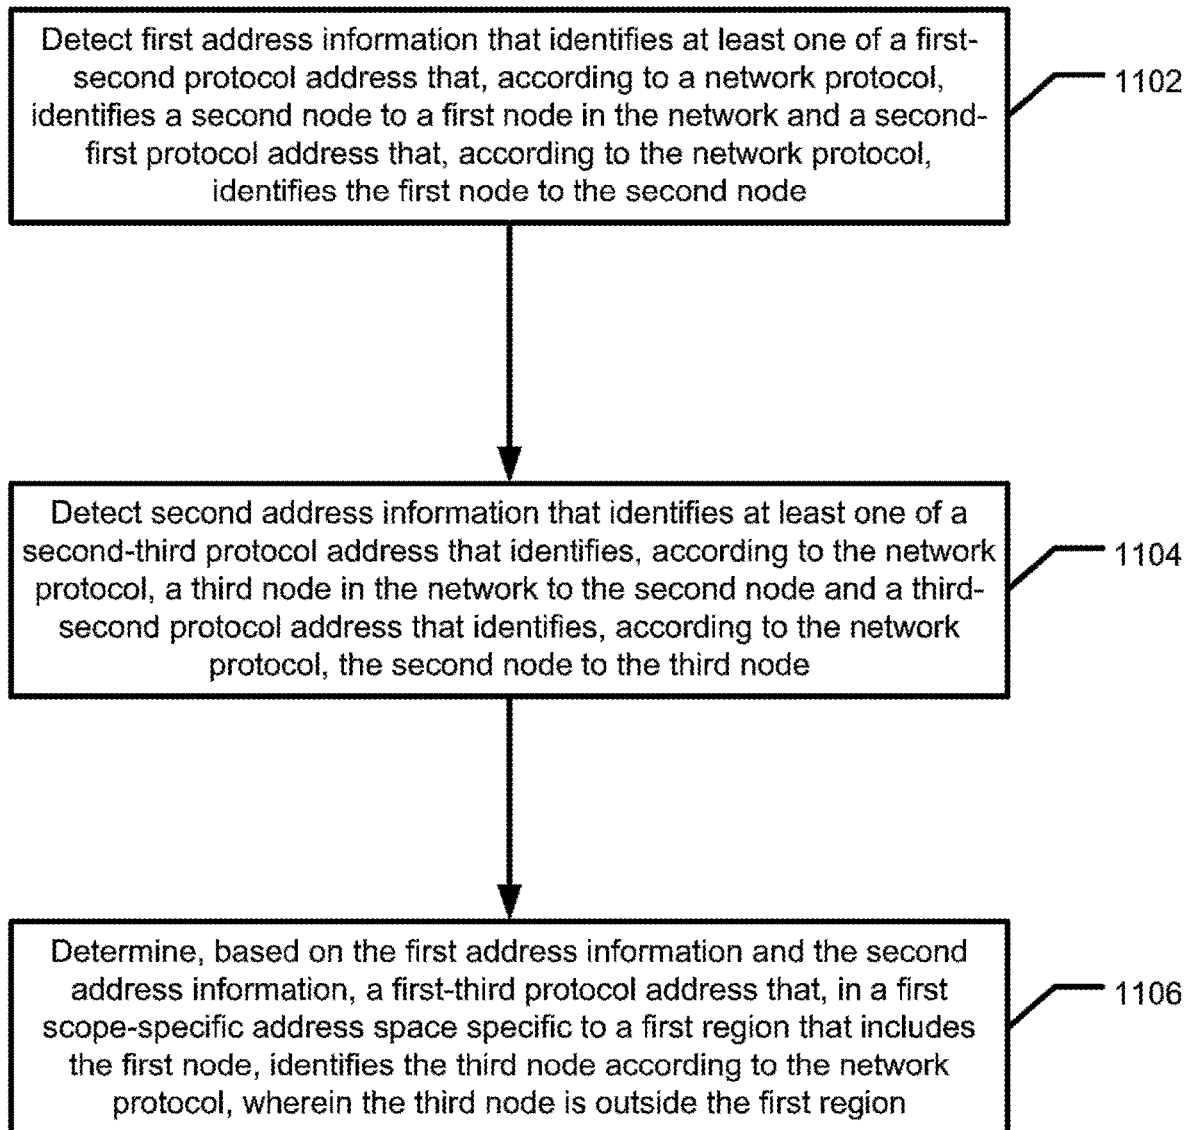 Detect first address information that identifies at least one of a first-
second protocol address that, according to a network protocol,
identifies a second node to a first node in the network and a second-
first protocol address that, according to the network protocol,
identifies the first node to the second node
1102
Detect second address information that identifies at least one of a
second-third protocol address that identifies, according to the network
protocol, a third node in the network to the second node and a third-
second protocol address that identifies, according to the network
protocol, the second node to the third node
1104
Determine, based on the first address information and the second
address information, a first-third protocol address that, in a first
scope-specific address space specific to a first region that includes
the first node, identifies the third node according to the network
protocol, wherein the third node is outside the first region
1106